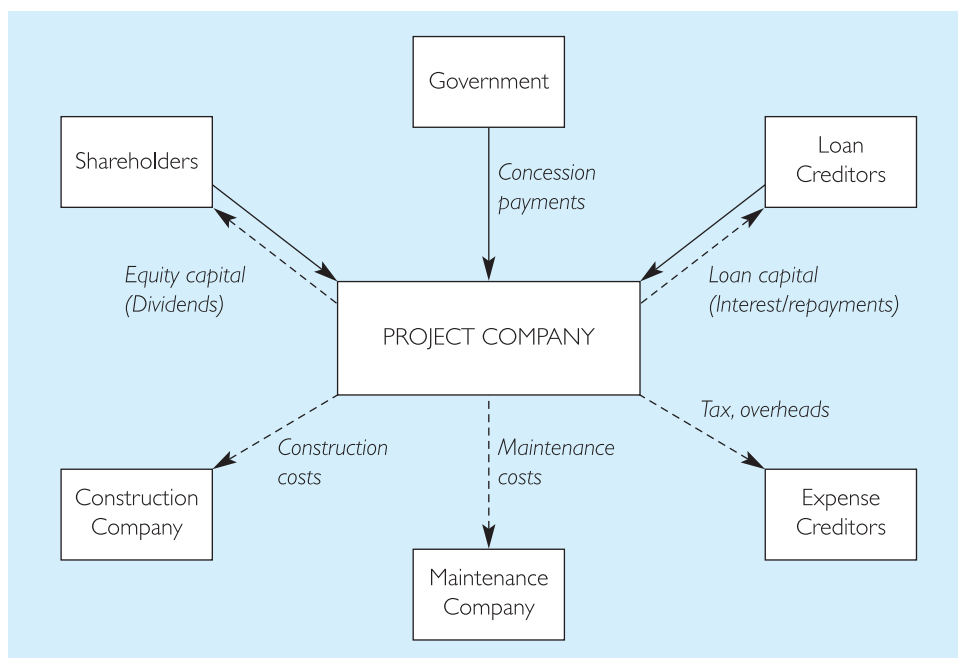 Government
Shareholders
Loan
Creditors
Concession
payments
Equity capital
(Dividends)
Loan capital
(Interest/repayments)
PROJECT COMPANY
Tax, overheads
Construction
costs
Maintenance
costs
Construction
Company
Expense
Creditors
Maintenance
Company